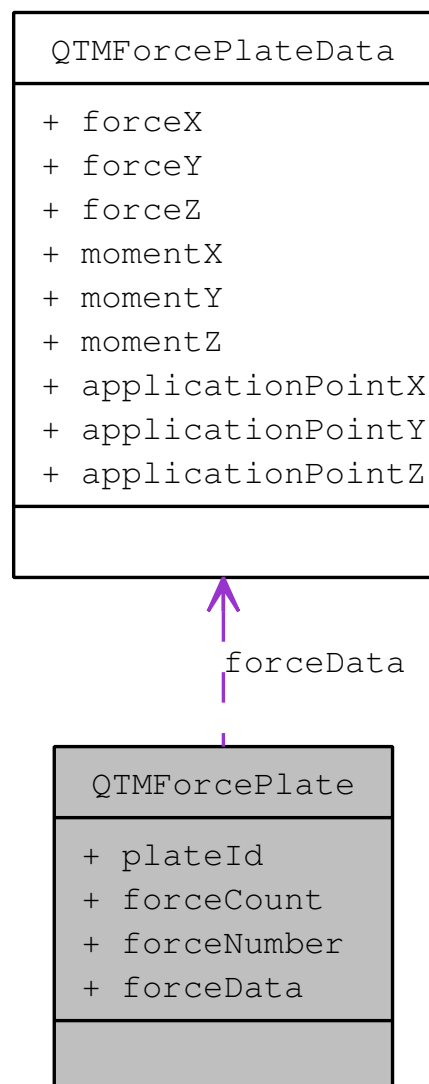 QTMForcePlateData
+ forceX
+ forceY
+ forceZ
+ momentX
+ momentY
+ momentZ
+ applicationPointX
+ applicationPointY
+ applicationPointZ
forceData
QTMForcePlate
+ plateId
+ forceCount
+ forceNumber
+ forceData